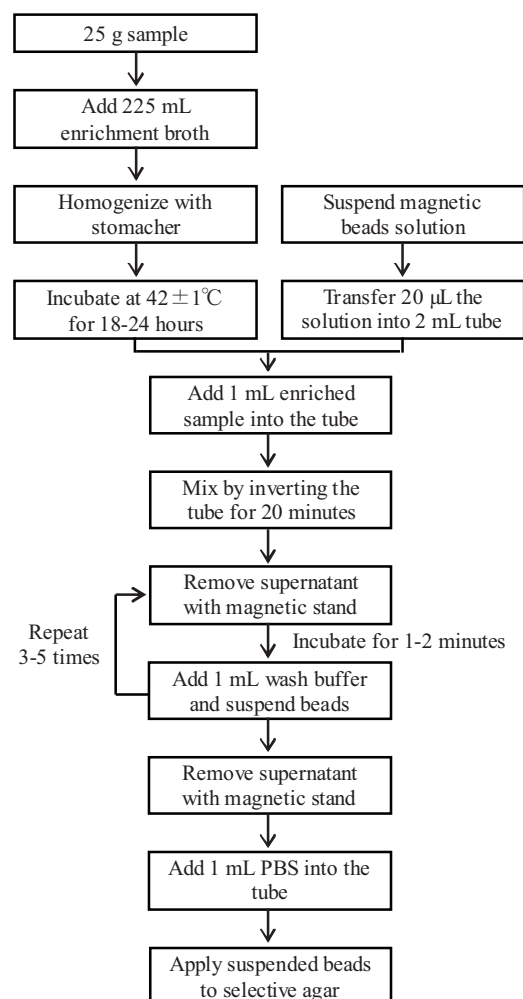 25 g sample
Add 225 mL
enrichment broth
Homogenize with
stomacher
Suspend magnetic
beads solution
Incubate at 42±1℃
for 18-24 hours
Transfer 20 μL the
solution into 2 mL tube
Add 1 mL enriched
sample into the tube
Mix by inverting the
tube for 20 minutes
Remove supernatant
with magnetic stand
Repeat
3-5 times
Incubate for 1-2 minutes
Add 1 mL wash buffer
and suspend beads
Remove supernatant
with magnetic stand
Add 1 mL PBS into the
tube
Apply suspended beads
to selective agar